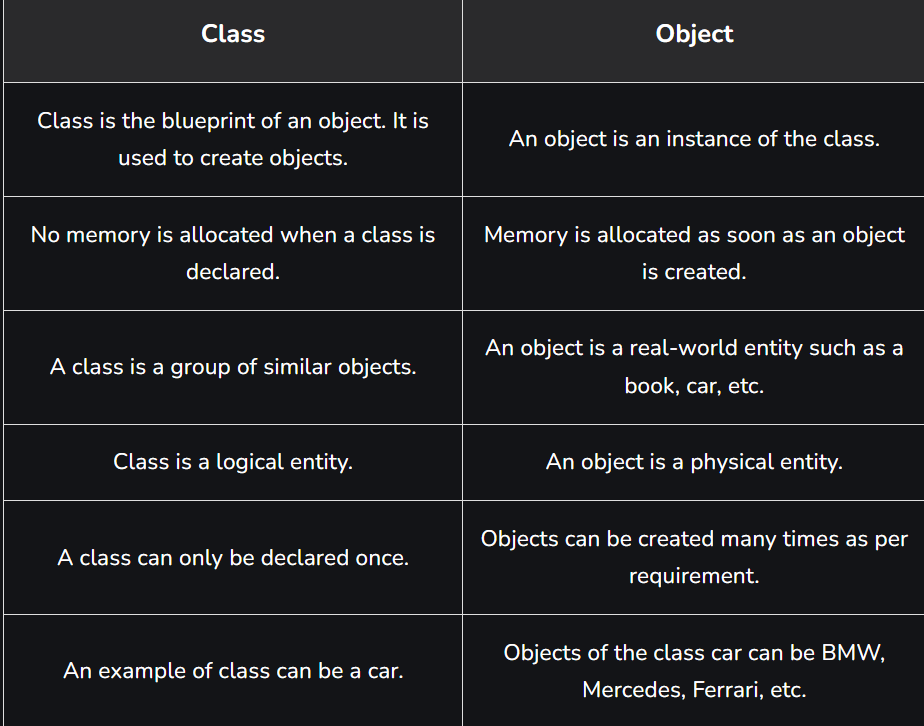 Class
Object
Class is the blueprint of an object. It is
used to create objects.
An object is an instance of the class.
No memory is allocated when a class is
declared.
Memory is allocated as soon as an object
is created.
A class is a group of similar objects.
An object is a real-world entity such as a
book, car, etc.
Class is a logical entity.
An object is a physical entity.
A class can only be declared once.
Objects can be created many times as per
requirement.
An example of class can be a car.
Objects of the class car can be BMW,
Mercedes, Ferrari, etc.